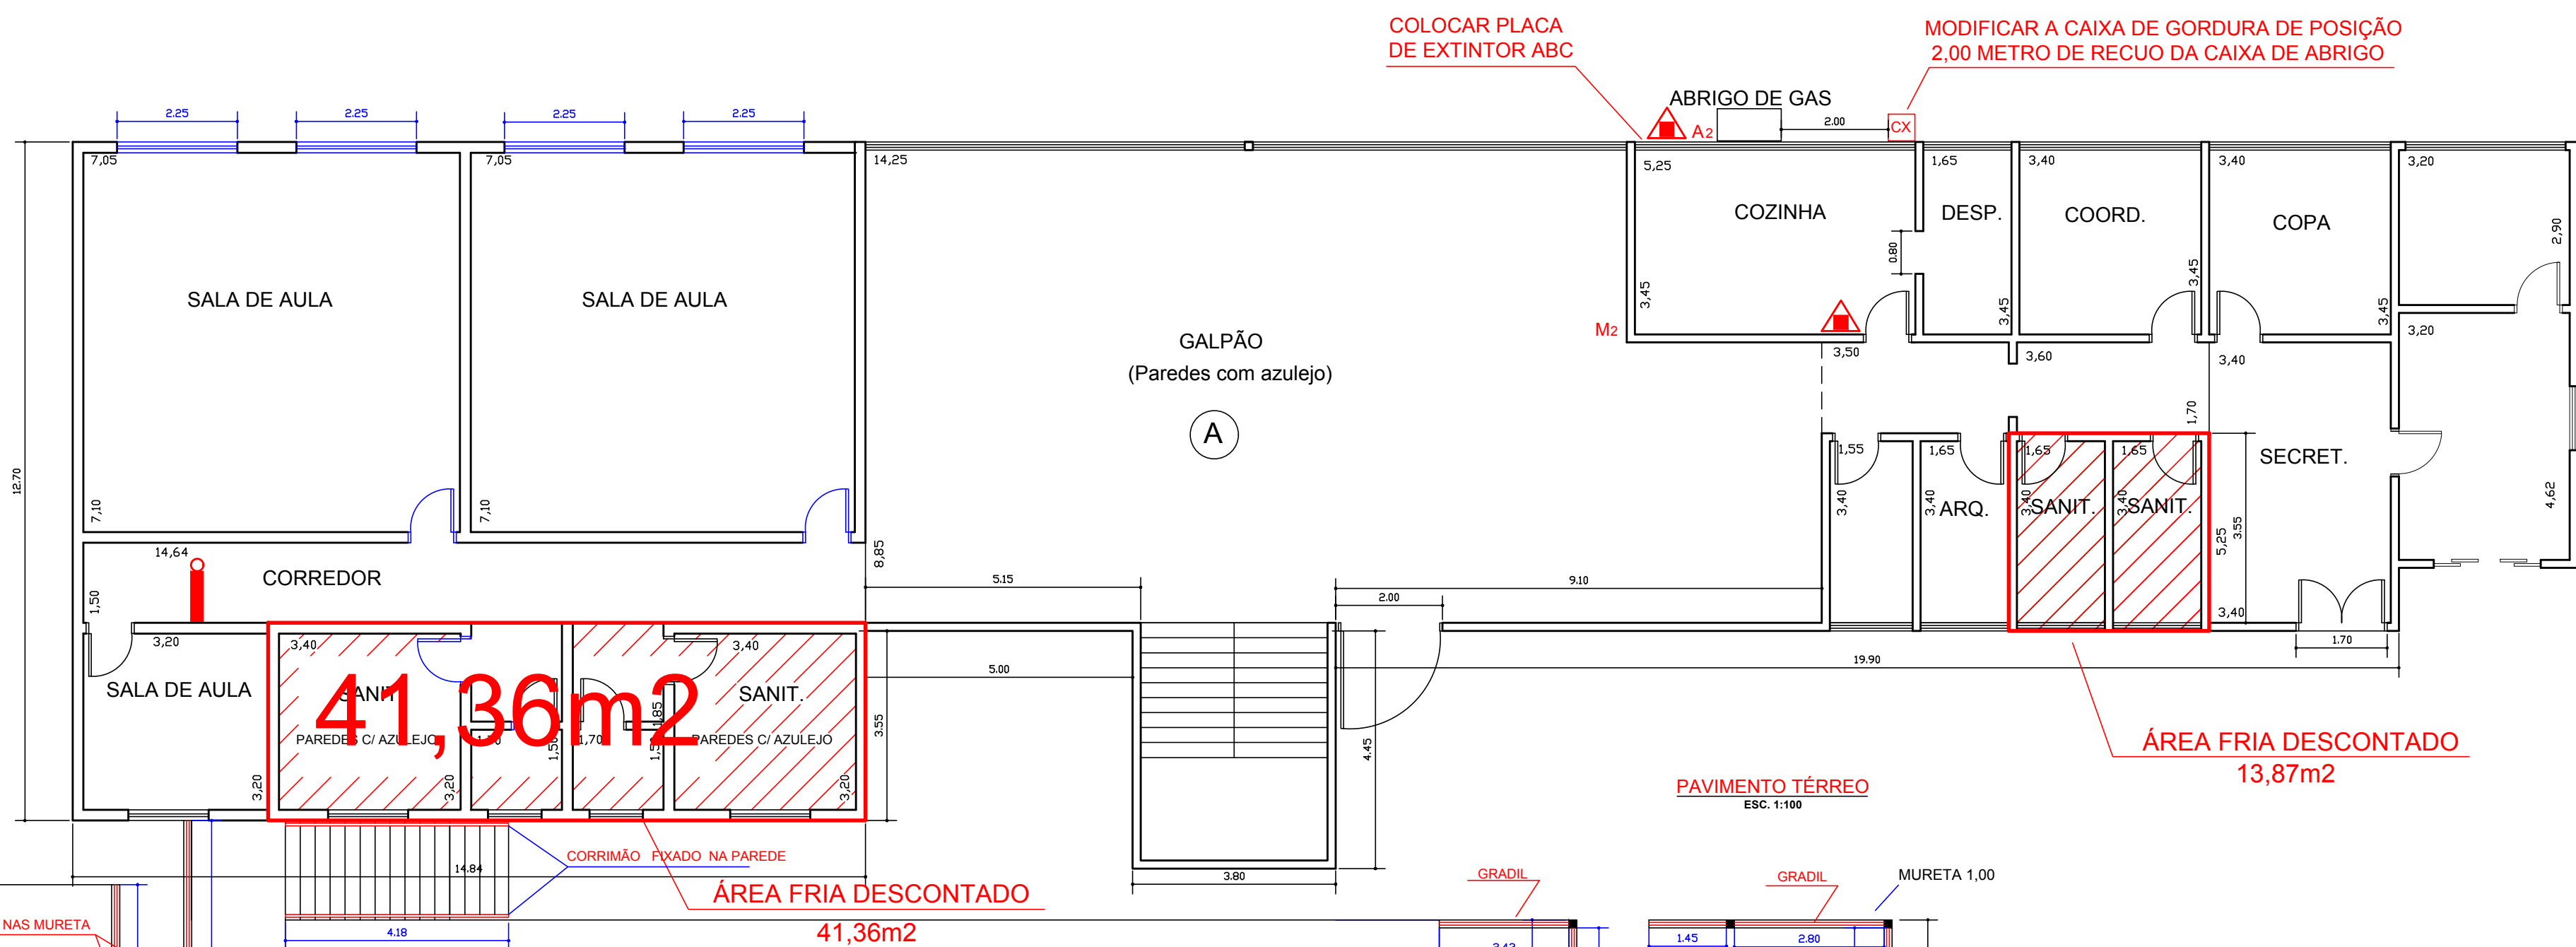 COLOCAR PLACA
DE EXTINTOR ABC
MODIFICAR A CAIXA DE GORDURA DE POSIÇÃO
2,00 METRO DE RECUO DA CAIXA DE ABRIGO
ABRIGO DE GAS
A2
2.00
CX
2.25
2.25
2.25
2.25
7,05
7,05
14,25
5,25
1,65
3,40
3,40
3,20
COZINHA
DESP.
COORD.
COPA
2,90
0.80
3,45
3,45
3,45
3,45
SALA DE AULA
SALA DE AULA
GALPÃO
(Paredes com azulejo)
A
M2
3,50
3,60
3,40
3,20
1,70
12.70
7,10
7,10
1,55
1,65
1,65
1,65
3,40
3,40
3,40
3,40
ARQ.
SANIT.
SANIT.
SECRET.
4,62
5,25
3.55
3,40
1.70
14,64
CORREDOR
8,85
1,50
5.15
9.10
2.00
19.90
3,20
3,40
3,40
SALA DE AULA
SANIT.
41,36m2
SANIT.
PAREDES C/ AZULEJO
1,70
1,50
1,70
1,85
PAREDES C/ AZULEJO
3,20
3,20
3,20
3.55
5.00
4.45
3.80
ÁREA FRIA DESCONTADO
13,87m2
PAVIMENTO TÉRREO
ESC. 1:100
CORRIMÃO FIXADO NA PAREDE
14.84
ÁREA FRIA DESCONTADO
41,36m2
GRADIL
GRADIL
MURETA 1,00
NAS MURETA
4.18
1.45
2.80